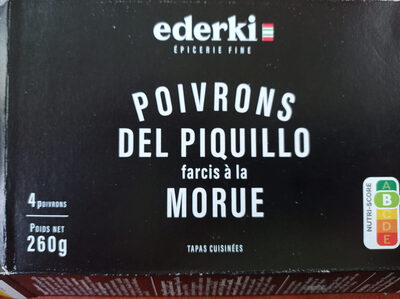 ederki
ÉPICERIE FINE
POIVRONS
DEL PIQUILLO
farcis à la
MORUE
4 POIVRONS
POIDS NET
260g
TAPAS CUISINÉES
NUTRI-SCORE
A
B
C
D
E